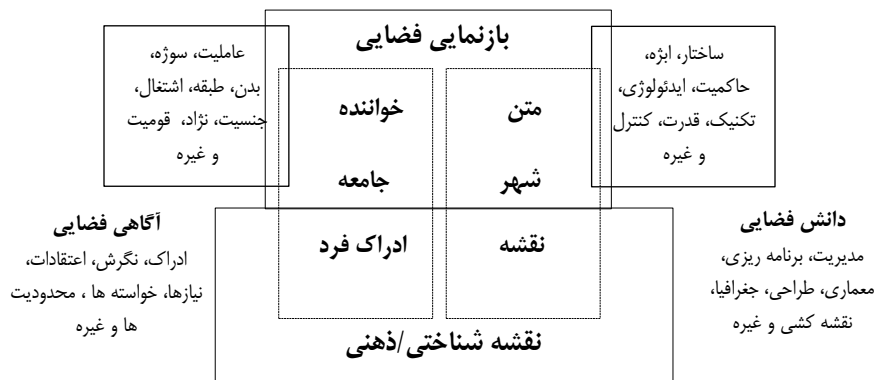 بازنمایی فضایی
ساختار، ابژه،
حاکمیت، ایدئولوژی،
تکنیک، قدرت، کنترل
و غیره
متن
شهر
نقشه
خواننده
جامعه
ادراک فرد
عاملیت، سوژه،
بدن، طبقه، اشتغال،
جنسیت، نژاد، قومیت
و غیره
دانش فضایی
مدیریت، برنامه ریزی،
معماری، طراحی، جغرافیا،
نقشه کشی و غیره
آگاهی فضایی
ادراک، نگرش، اعتقادات،
نیازها، خواسته ها ، محدودیت
ها و غیره
نقشه شناختی/ذهنی